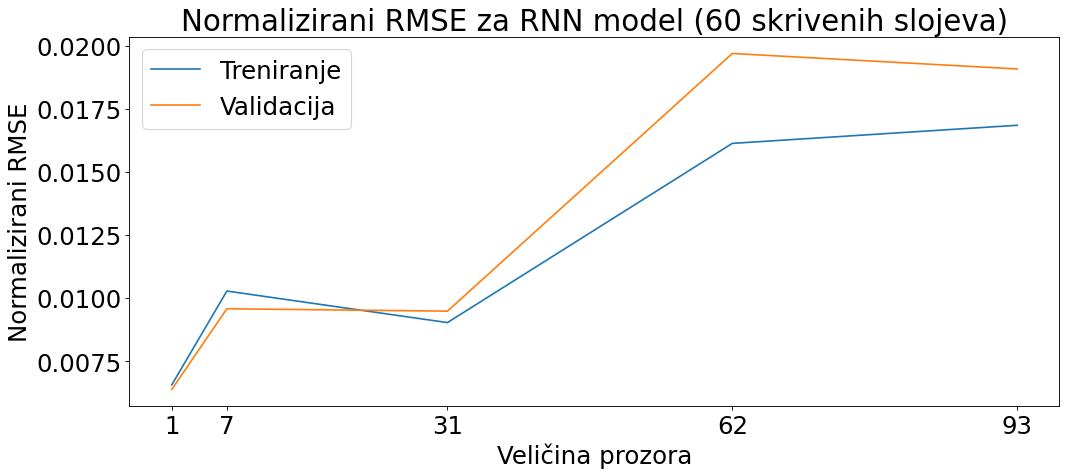 Normalizirani RMSE za RNN model (60 skrivenih slojeva)
Treniranje
Validacija
Normalizirani RMSE
0.0200
0.0175
0.0150
0.0125
0.0100
0.0075
1 7 31 62 93
Veličina prozora